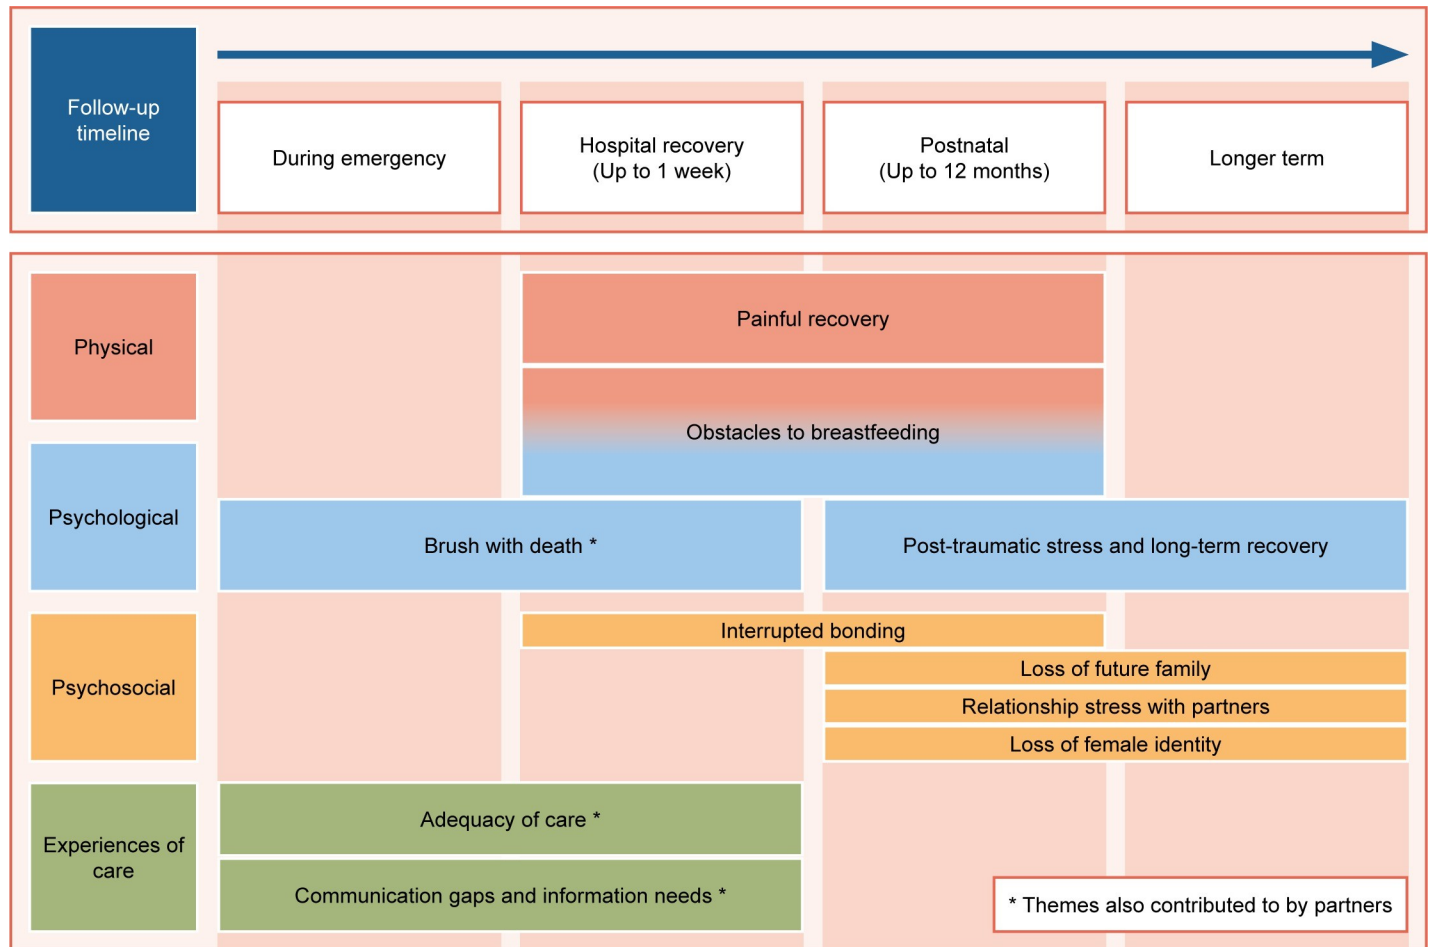 Follow-up
timeline
During emergency
Hospital recovery
(Up to 1 week)
Postnatal
(Up to 12 months)
Longer term
Physical
Painful recovery
Obstacles to breastfeeding
Psychological
Brush with death *
Post-traumatic stress and long-term recovery
Psychosocial
Interrupted bonding
Loss of future family
Relationship stress with partners
Loss of female identity
Experiences of
care
Adequacy of care *
Communication gaps and information needs *
* Themes also contributed to by partners